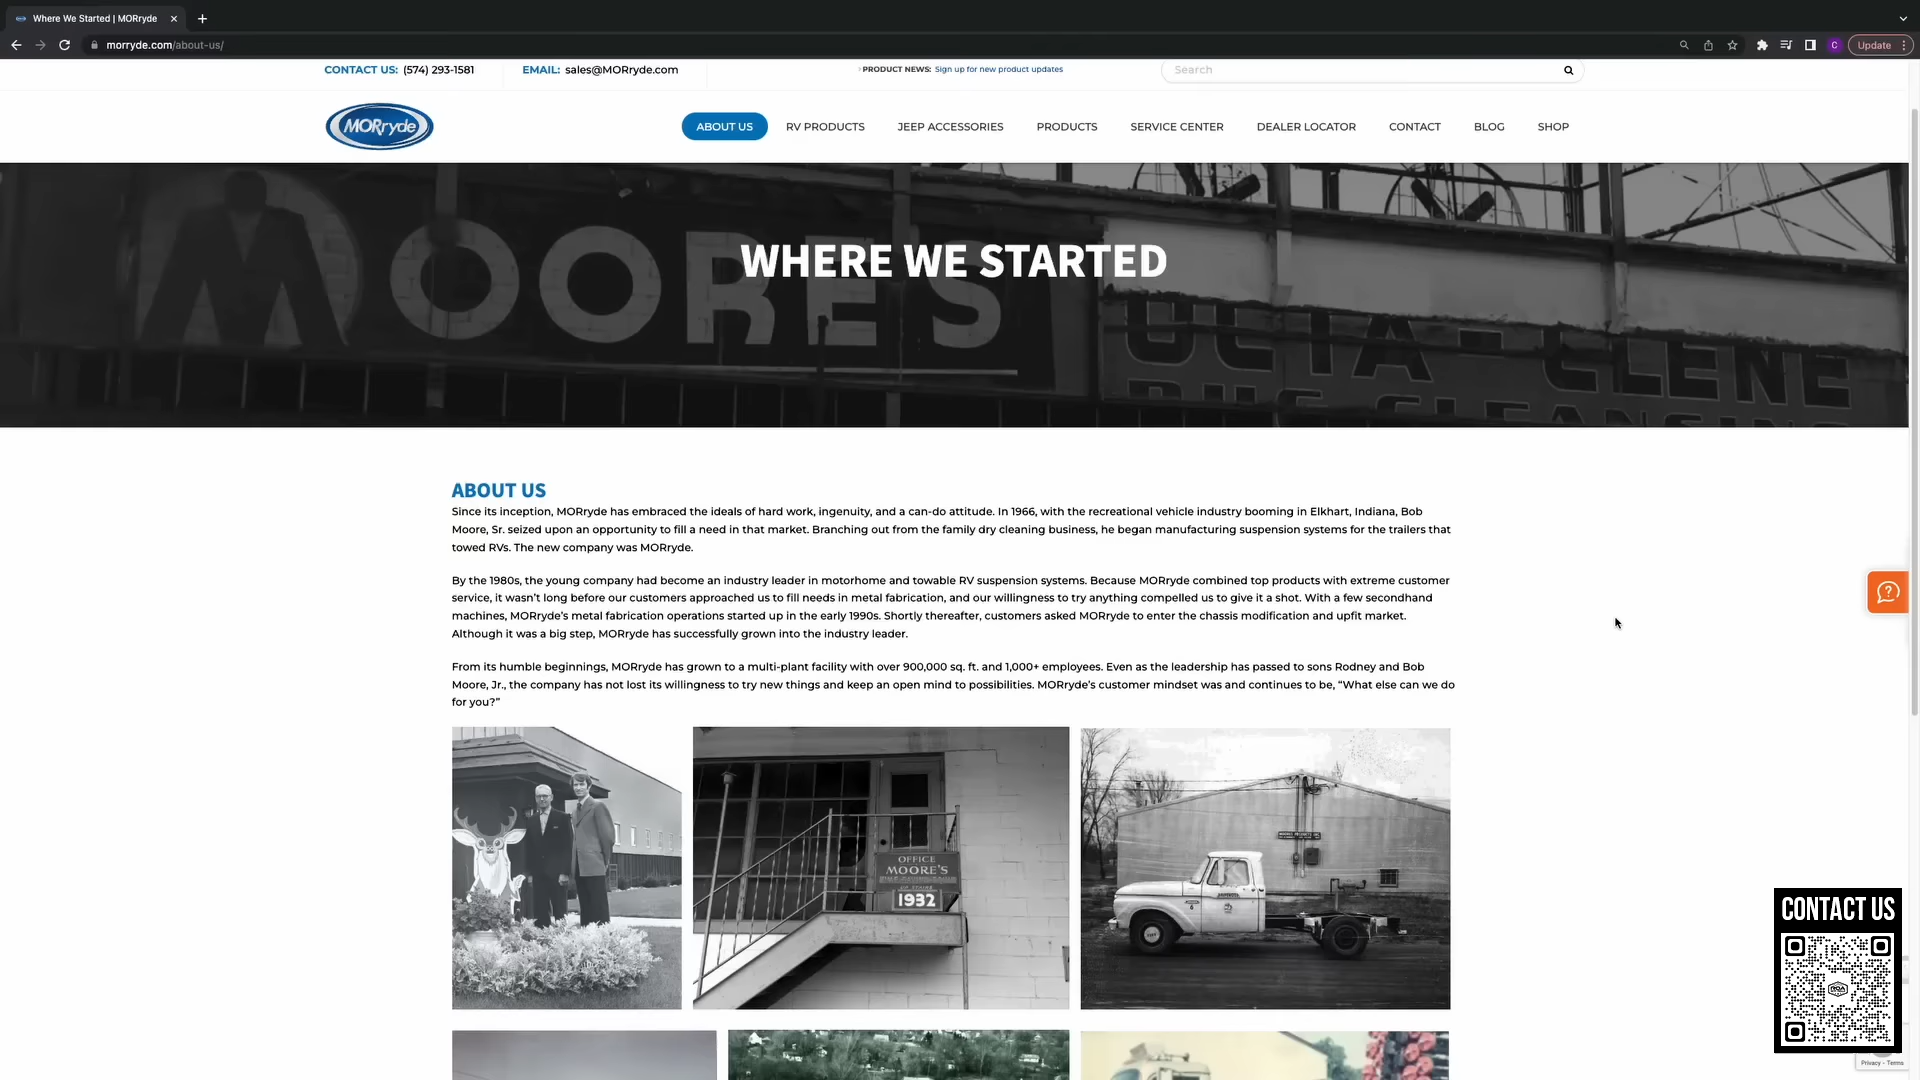 Where We Started | MORryde
morryde.com/about-us/
Update
CONTACT US: (574) 293-1581
EMAIL: sales@MORryde.com
PRODUCT NEWS: Sign up for new product updates
Search
MORryde
ABOUT US
RV PRODUCTS
JEEP ACCESSORIES
PRODUCTS
SERVICE CENTER
DEALER LOCATOR
CONTACT
BLOG
SHOP
MOORES
WHERE WE STARTED
ABOUT US
Since its inception, MORryde has embraced the ideals of hard work, ingenuity, and a can-do attitude. In 1966, with the recreational vehicle industry booming in Elkhart, Indiana, Bob
Moore, Sr. seized upon an opportunity to fill a need in that market. Branching out from the family dry cleaning business, he began manufacturing suspension systems for the trailers that
towed RVs. The new company was MORryde.
By the 1980s, the young company had become an industry leader in motorhome and towable RV suspension systems. Because MORryde combined top products with extreme customer
service, it wasn’t long before our customers approached us to fill needs in metal fabrication, and our willingness to try anything compelled us to give it a shot. With a few secondhand
machines, MORryde’s metal fabrication operations started up in the early 1990s. Shortly thereafter, customers asked MORryde to enter the chassis modification and upfit market.
Although it was a big step, MORryde has successfully grown into the industry leader.
From its humble beginnings, MORryde has grown to a multi-plant facility with over 900,000 sq. ft. and 1,000+ employees. Even as the leadership has passed to sons Rodney and Bob
Moore, Jr., the company has not lost its willingness to try new things and keep an open mind to possibilities. MORryde’s customer mindset was and continues to be, “What else can we do
for you?”
OFFICE
MOORE'S
UP STAIRS
1932
CONTACT US
ROA
Privacy - Terms